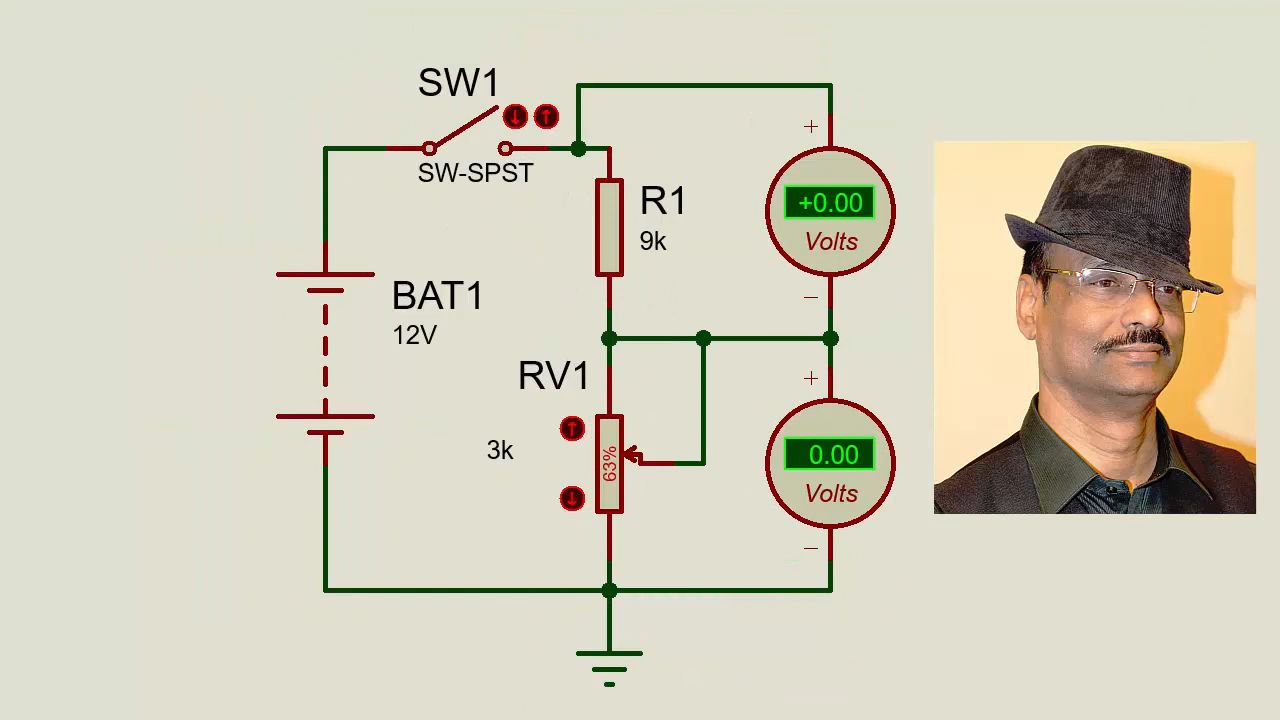 SW1
SW-SPST
+
+0.00
Volts
−
R1
9k
BAT1
12V
RV1
3k
63%
+
0.00
Volts
−